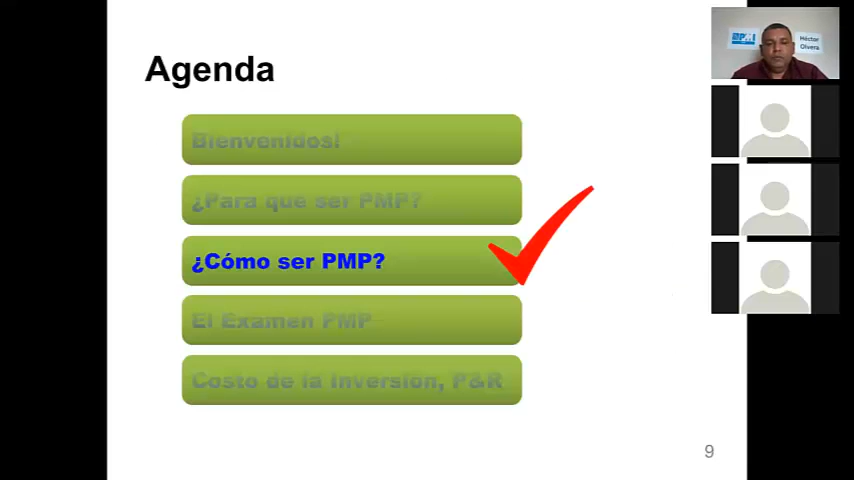 Agenda
Bienvenidos!
¿Para que ser PMP?
¿Cómo ser PMP?
El Examen PMP
Costo de la Inversion, P&R
9
PMI
Héctor
Olvera